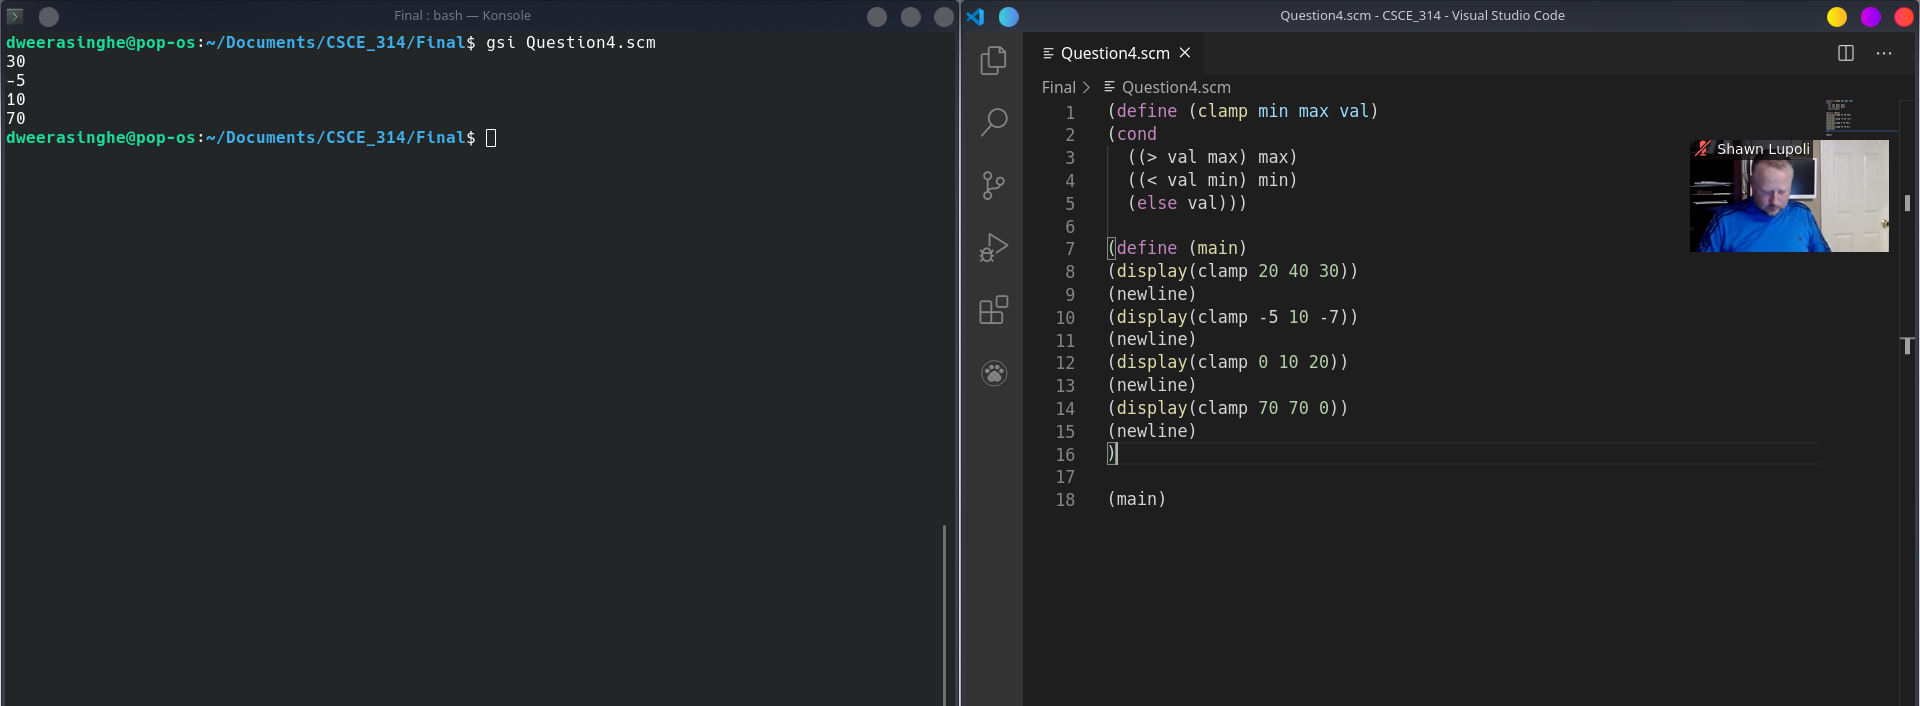 Final : bash — Konsole
dweerasinghe@pop-os:~/Documents/CSCE_314/Final$ gsi Question4.scm
30
-5
10
70
dweerasinghe@pop-os:~/Documents/CSCE_314/Final$
Question4.scm - CSCE_314 - Visual Studio Code
Question4.scm
Final > Question4.scm
1 (define (clamp min max val)
2 (cond
3 ((> val max) max)
4 ((< val min) min)
5 (else val)))
6
7 (define (main)
8 (display(clamp 20 40 30))
9 (newline)
10 (display(clamp -5 10 -7))
11 (newline)
12 (display(clamp 0 10 20))
13 (newline)
14 (display(clamp 70 70 0))
15 (newline)
16 )
17
18 (main)
Shawn Lupoli